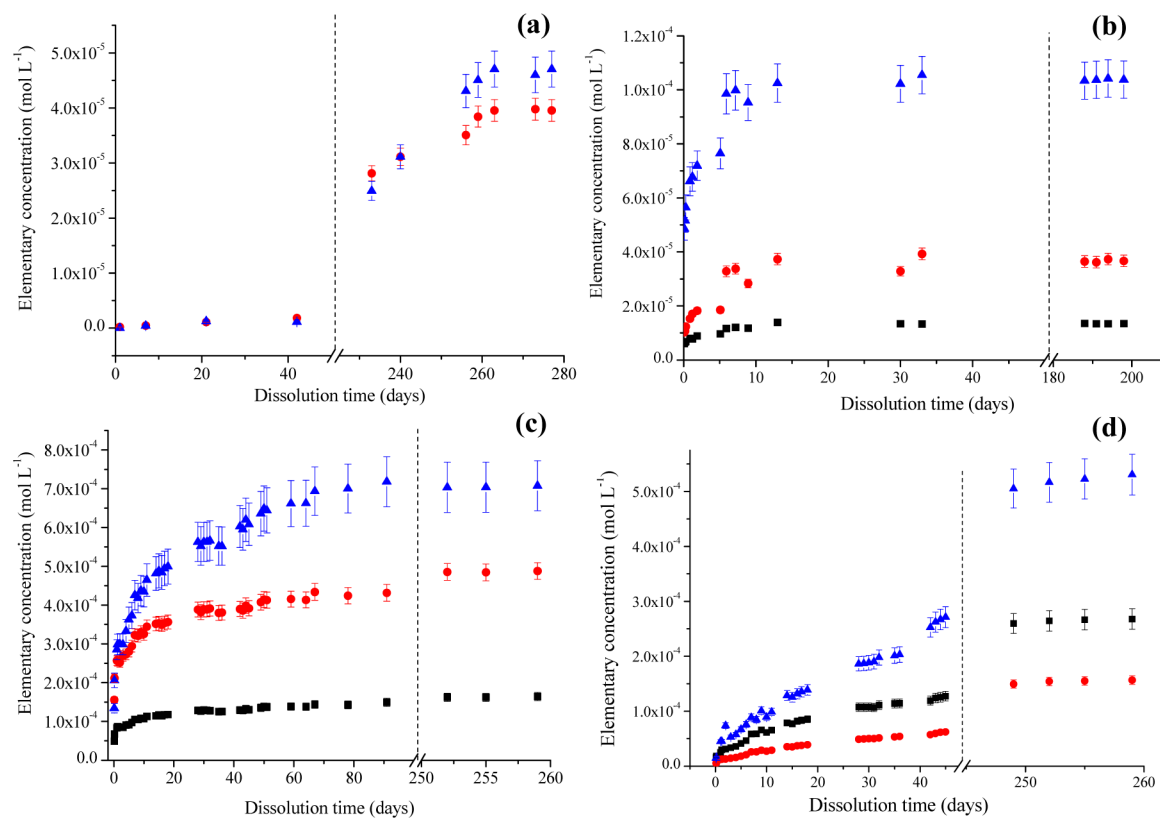 (a)
Elementary concentration (mol L-1)
5.0x10-5
4.0x10-5
3.0x10-5
2.0x10-5
1.0x10-5
0.0
0 20 40 240 260 280
Dissolution time (days)
(b)
Elementary concentration (mol L-1)
1.2x10-4
1.0x10-4
8.0x10-5
6.0x10-5
4.0x10-5
2.0x10-5
0.0
0 10 20 30 40 50 180 200
Dissolution time (days)
(c)
Elementary concentration (mol L-1)
8.0x10-4
7.0x10-4
6.0x10-4
5.0x10-4
4.0x10-4
3.0x10-4
2.0x10-4
1.0x10-4
0.0
0 20 40 60 80 250 255 260
Dissolution time (days)
(d)
Elementary concentration (mol L-1)
5.0x10-4
4.0x10-4
3.0x10-4
2.0x10-4
1.0x10-4
0.0
0 10 20 30 40 250 260
Dissolution time (days)